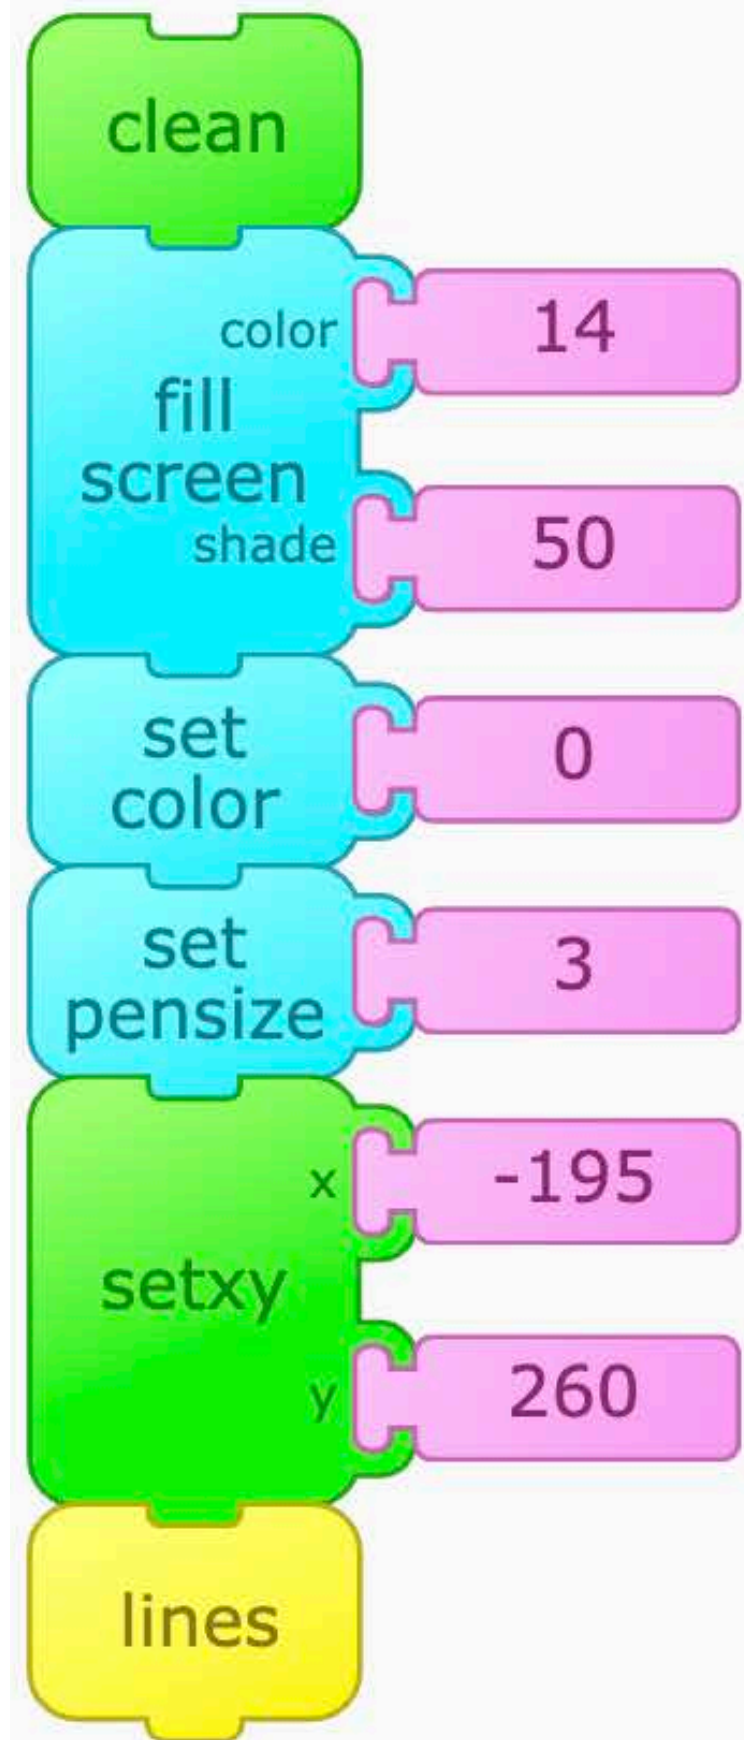 clean
color
14
fill
screen
shade
50
set
color
0
set
pensize
3
x
-195
setxy
y
260
lines